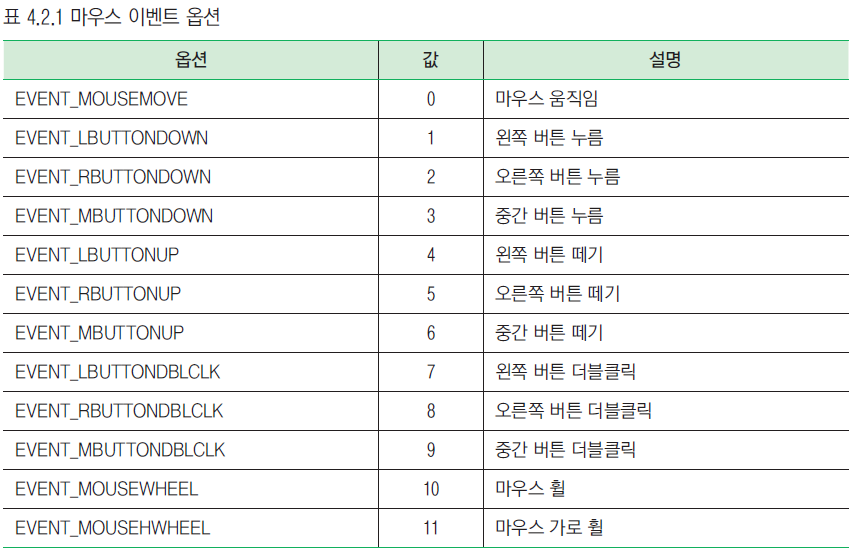 표 4.2.1 마우스 이벤트 옵션
옵션 값 설명
EVENT_MOUSEMOVE 0 마우스 움직임
EVENT_LBUTTONDOWN 1 왼쪽 버튼 누름
EVENT_RBUTTONDOWN 2 오른쪽 버튼 누름
EVENT_MBUTTONDOWN 3 중간 버튼 누름
EVENT_LBUTTONUP 4 왼쪽 버튼 떼기
EVENT_RBUTTONUP 5 오른쪽 버튼 떼기
EVENT_MBUTTONUP 6 중간 버튼 떼기
EVENT_LBUTTONDBLCLK 7 왼쪽 버튼 더블클릭
EVENT_RBUTTONDBLCLK 8 오른쪽 버튼 더블클릭
EVENT_MBUTTONDBLCLK 9 중간 버튼 더블클릭
EVENT_MOUSEWHEEL 10 마우스 휠
EVENT_MOUSEHWHEEL 11 마우스 가로 휠